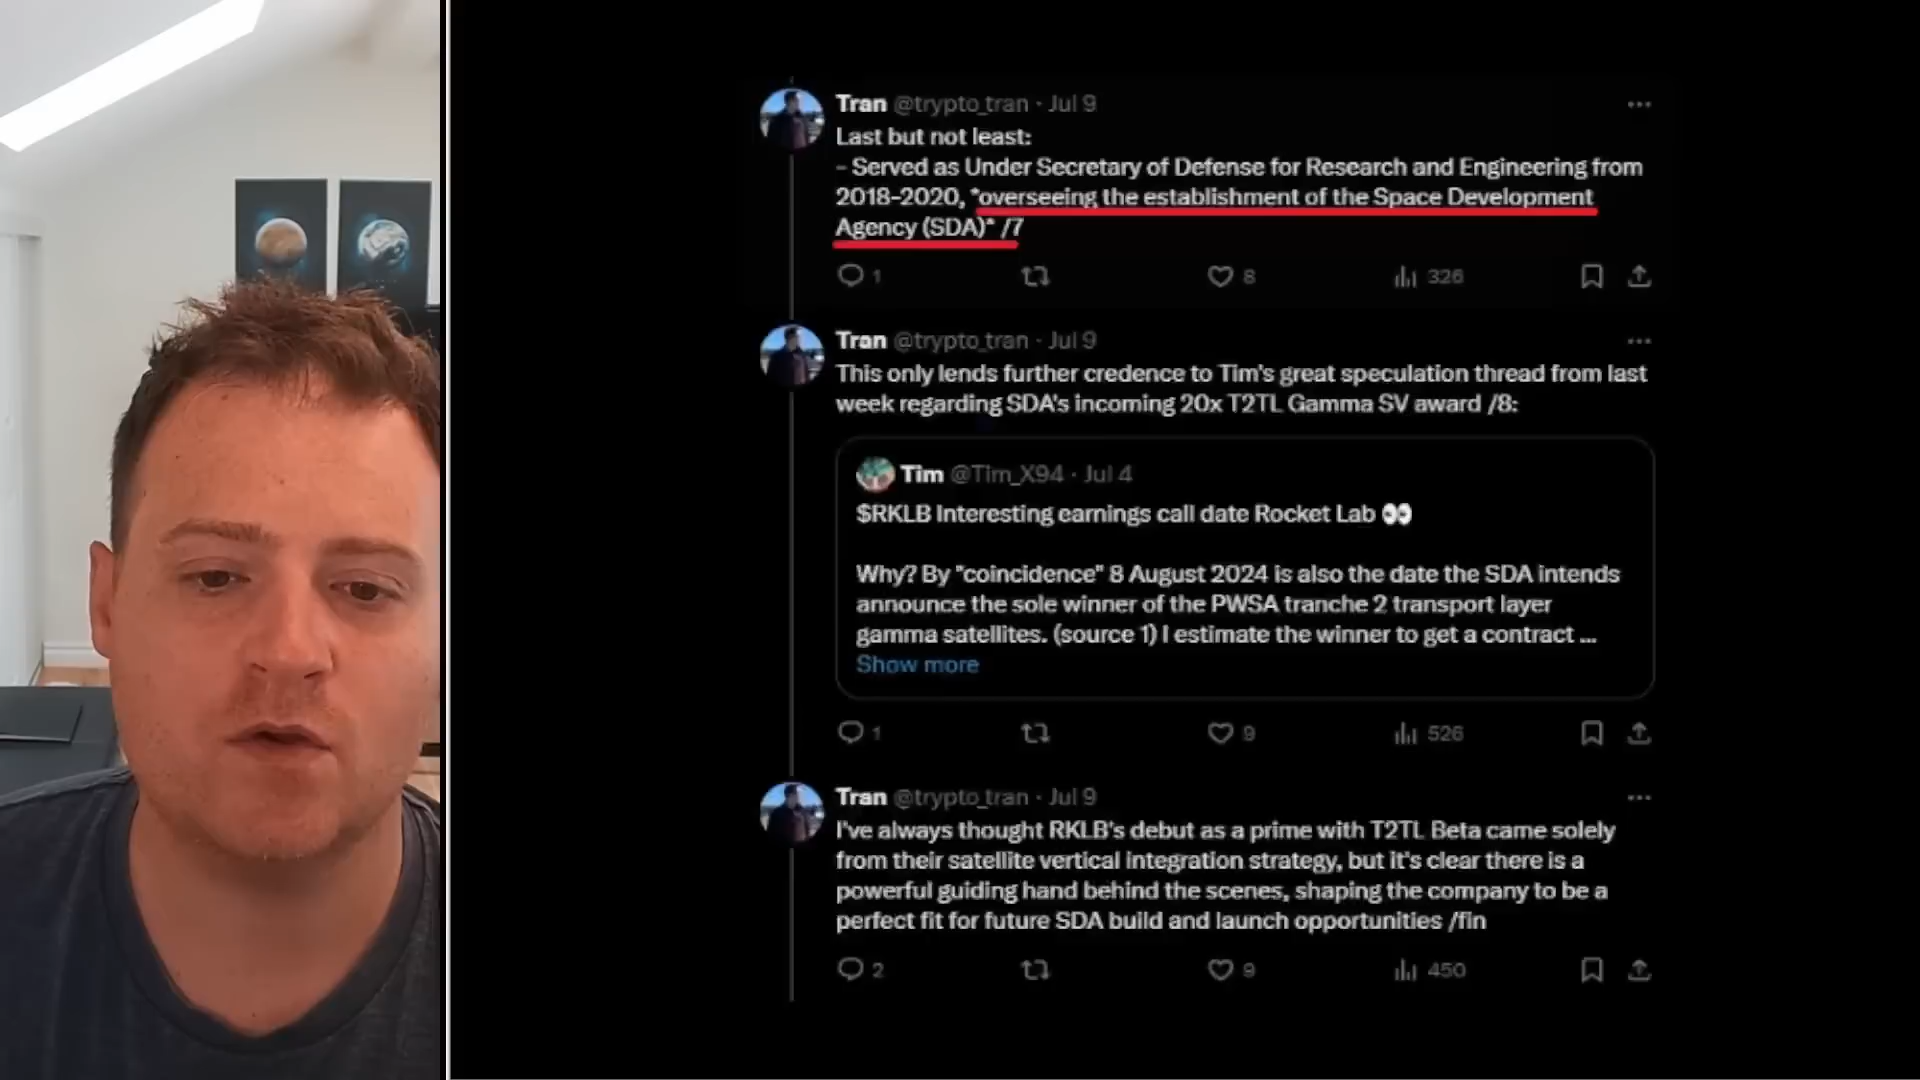 Tran @trypto_tran · Jul 9
Last but not least:
- Served as Under Secretary of Defense for Research and Engineering from
2018-2020, *overseeing the establishment of the Space Development
Agency (SDA)* /7
1 8 326
Tran @trypto_tran · Jul 9
This only lends further credence to Tim's great speculation thread from last
week regarding SDA's incoming 20x T2TL Gamma SV award /8:
Tim @Tim_X94 · Jul 4
$RKLB Interesting earnings call date Rocket Lab 👀
Why? By "coincidence" 8 August 2024 is also the date the SDA intends
announce the sole winner of the PWSA tranche 2 transport layer
gamma satellites. (source 1) I estimate the winner to get a contract ...
Show more
1 9 526
Tran @trypto_tran · Jul 9
I've always thought RKLB's debut as a prime with T2TL Beta came solely
from their satellite vertical integration strategy, but it's clear there is a
powerful guiding hand behind the scenes, shaping the company to be a
perfect fit for future SDA build and launch opportunities /fin
2 9 450